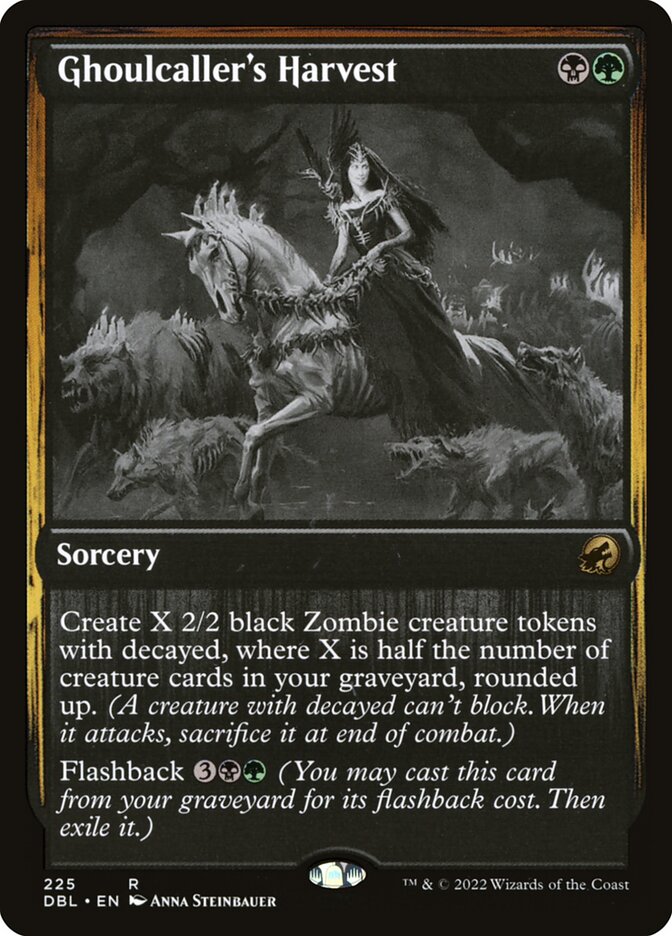 Ghoulcaller's Harvest
Sorcery
Create X 2/2 black Zombie creature tokens
with decayed, where X is half the number of
creature cards in your graveyard, rounded
up. (A creature with decayed can't block. When
it attacks, sacrifice it at end of combat.)
Flashback 3 (You may cast this card
from your graveyard for its flashback cost. Then
exile it.)
225 R
DBL • EN Anna Steinbauer
™ & © 2022 Wizards of the Coast